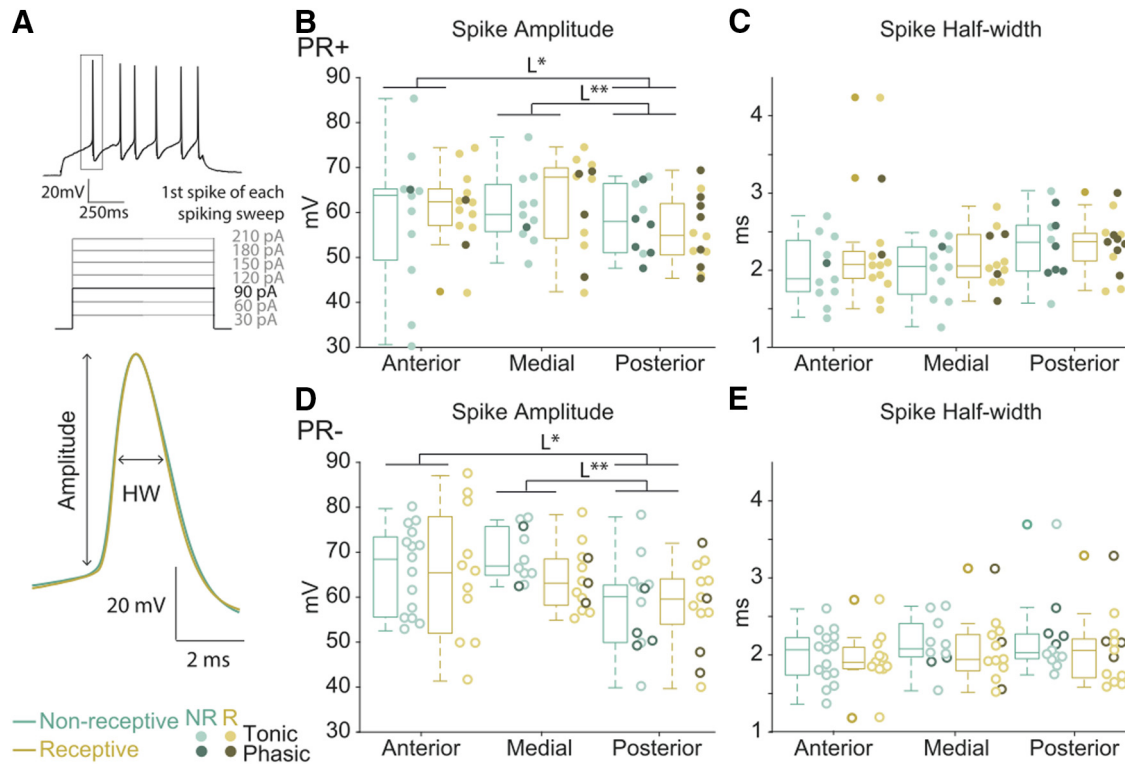 A
20mV
250ms
1st spike of each
spiking sweep
210 pA
180 pA
150 pA
120 pA
90 pA
60 pA
30 pA
Amplitude
HW
20 mV
2 ms
Non-receptive
Receptive
NR R
Tonic
Phasic
B
Spike Amplitude
PR+
L*
L**
90
80
70
60
50
40
30
mV
Anterior Medial Posterior
C
Spike Half-width
4
3
2
1
ms
Anterior Medial Posterior
D
Spike Amplitude
PR-
L*
L**
90
80
70
60
50
40
30
mV
Anterior Medial Posterior
E
Spike Half-width
4
3
2
1
ms
Anterior Medial Posterior